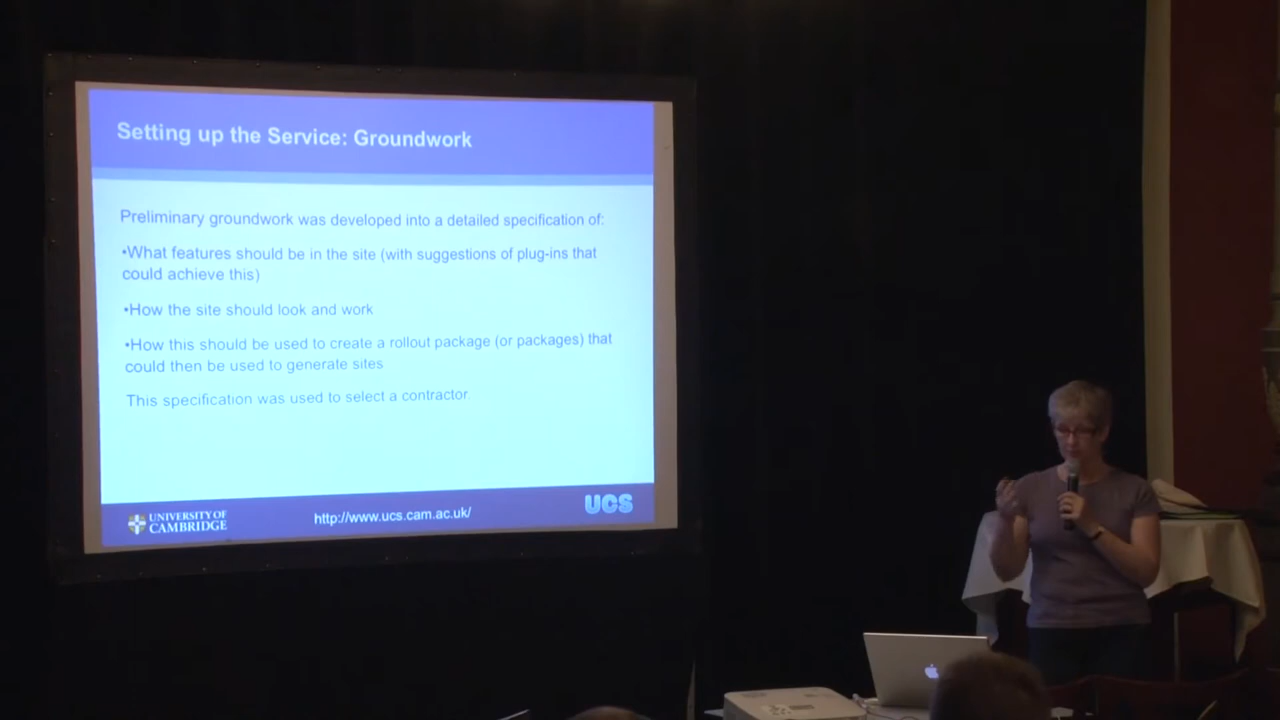 Setting up the Service: Groundwork
Preliminary groundwork was developed into a detailed specification of:
•What features should be in the site (with suggestions of plug-ins that
could achieve this)
•How the site should look and work
•How this should be used to create a rollout package (or packages) that
could then be used to generate sites
This specification was used to select a contractor.
UNIVERSITY OF
CAMBRIDGE
http://www.ucs.cam.ac.uk/
UCS